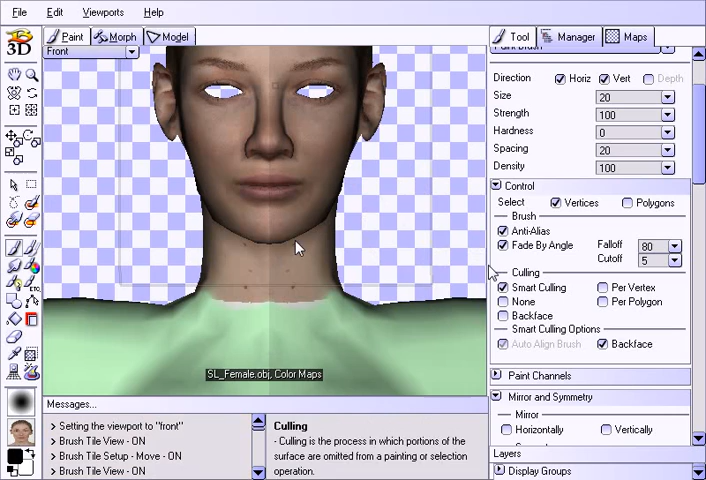 File Edit Viewports Help
3D
Paint Morph Model
Tool Manager Maps
Front
Direction Horiz Vert Depth
Size 20
Strength 100
Hardness 0
Spacing 20
Density 100
Control
Select Vertices Polygons
Brush
Anti-Alias
Fade By Angle Falloff 80
Cutoff 5
Culling
Smart Culling Per Vertex
None Per Polygon
Backface
Smart Culling Options
Auto Align Brush Backface
SL_Female.obj, Color Maps
Paint Channels
Mirror and Symmetry
Mirror
Horizontally Vertically
Layers
Display Groups
ETC.
Messages...
> Setting the viewport to "front"
> Brush Tile View - ON
> Brush Tile Setup - Move - ON
> Brush Tile View - ON
Culling
- Culling is the process in which portions of the
surface are omitted from a painting or selection
operation.